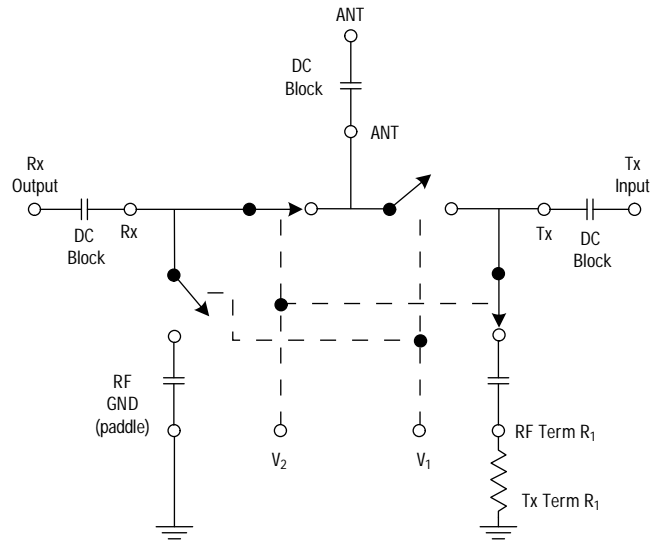 ANT
DC
Block
ANT
Rx
Output
Tx
Input
Rx
DC
Block
Tx
DC
Block
RF
GND
(paddle)
V2
V1
RF Term R1
Tx Term R1